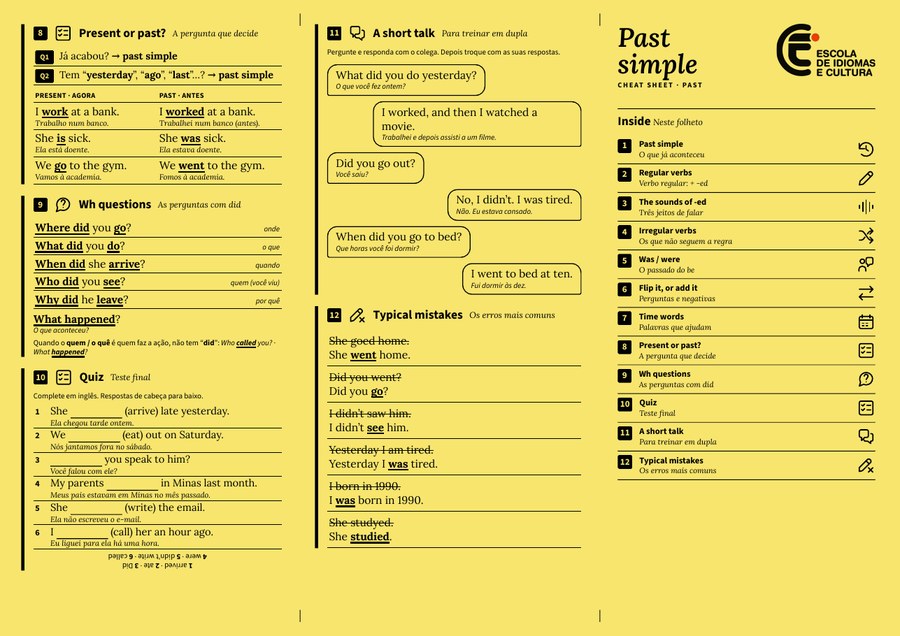 8 Present or past? A pergunta que decide
Q1 Já acabou? → past simple
Q2 Tem “yesterday”, “ago”, “last”...? → past simple
PRESENT · AGORA PAST · ANTES
I work at a bank. I worked at a bank.
Trabalho num banco. Trabalhei num banco (antes).
She is sick. She was sick.
Ela está doente. Ela estava doente.
We go to the gym. We went to the gym.
Vamos à academia. Fomos à academia.
9 Wh questions As perguntas com did
Where did you go? onde
What did you do? o que
When did she arrive? quando
Who did you see? quem (você viu)
Why did he leave? por quê
What happened?
O que aconteceu?
Quando o quem / o quê é quem faz a ação, não tem “did”: Who called you? ·
What happened?
10 Quiz Teste final
Complete em inglês. Respostas de cabeça para baixo.
1 She ________ (arrive) late yesterday.
Ela chegou tarde ontem.
2 We ________ (eat) out on Saturday.
Nós jantamos fora no sábado.
3 ________ you speak to him?
Você falou com ele?
4 My parents ________ in Minas last month.
Meus pais estavam em Minas no mês passado.
5 She ________ (write) the email.
Ela não escreveu o e-mail.
6 I ________ (call) her an hour ago.
Eu liguei para ela há uma hora.
1 arrived · 2 ate · 3 Did
4 were · 5 didn't write · 6 called
11 A short talk Para treinar em dupla
Pergunte e responda com o colega. Depois troque com as suas respostas.
What did you do yesterday?
O que você fez ontem?
I worked, and then I watched a
movie.
Trabalhei e depois assisti a um filme.
Did you go out?
Você saiu?
No, I didn't. I was tired.
Não. Eu estava cansado.
When did you go to bed?
Que horas você foi dormir?
I went to bed at ten.
Fui dormir às dez.
12 Typical mistakes Os erros mais comuns
She goed home.
She went home.
Did you went?
Did you go?
I didn't saw him.
I didn't see him.
Yesterday I am tired.
Yesterday I was tired.
I born in 1990.
I was born in 1990.
She studyed.
She studied.
Past
simple
CHEAT SHEET · PAST
ESCOLA
DE IDIOMAS
E CULTURA
Inside Neste folheto
1 Past simple
O que já aconteceu
2 Regular verbs
Verbo regular: + -ed
3 The sounds of -ed
Três jeitos de falar
4 Irregular verbs
Os que não seguem a regra
5 Was / were
O passado do be
6 Flip it, or add it
Perguntas e negativas
7 Time words
Palavras que ajudam
8 Present or past?
A pergunta que decide
9 Wh questions
As perguntas com did
10 Quiz
Teste final
11 A short talk
Para treinar em dupla
12 Typical mistakes
Os erros mais comuns